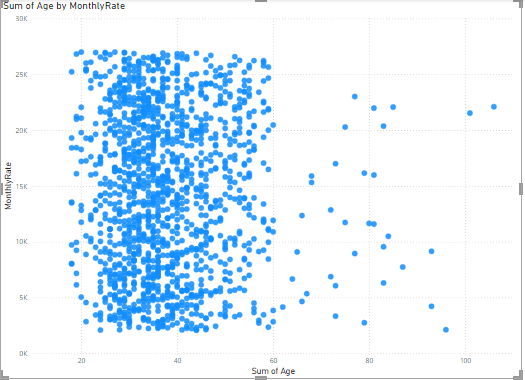 Sum of Age by MonthlyRate
30K
25K
20K
15K
10K
5K
0K
MonthlyRate
20
40
60
80
100
Sum of Age